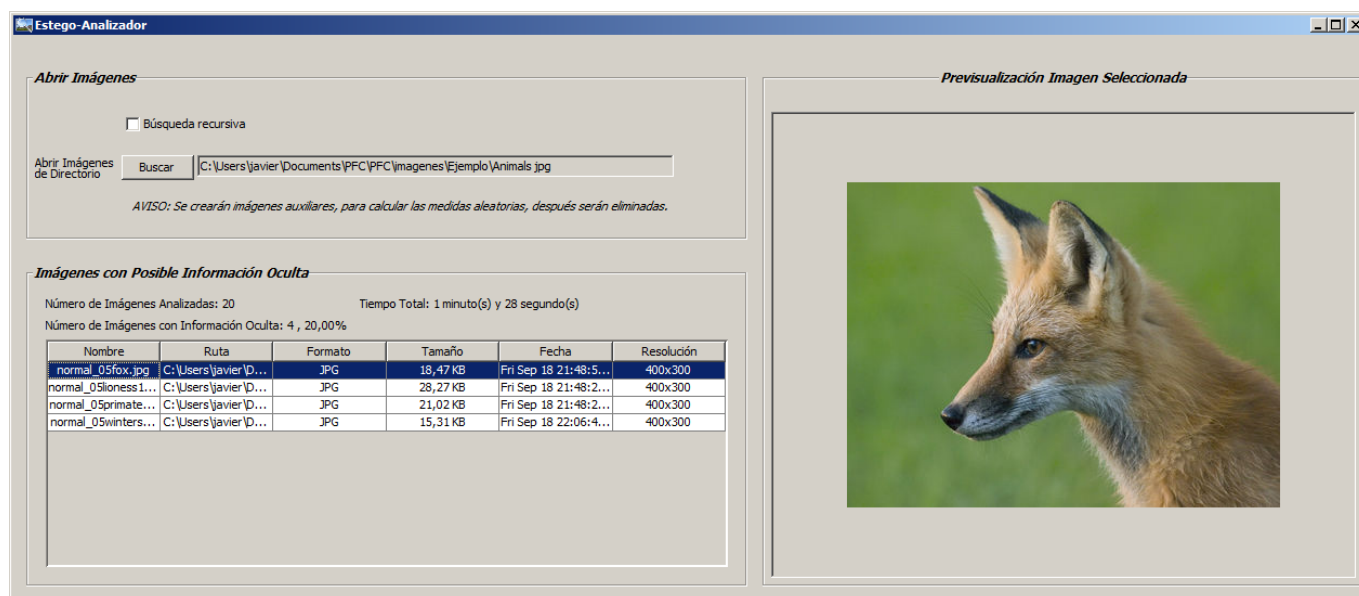 Estego-Analizador
Abrir Imágenes
Búsqueda recursiva
Abrir Imágenes
de Directorio
Buscar
C:\Users\javier\Documents\PFC\PFC\imagenes\Ejemplo\Animals jpg
AVISO: Se crearán imágenes auxiliares, para calcular las medidas aleatorias, después serán eliminadas.
Imágenes con Posible Información Oculta
Número de Imágenes Analizadas: 20 Tiempo Total: 1 minuto(s) y 28 segundo(s)
Número de Imágenes con Información Oculta: 4 , 20,00%
Nombre Ruta Formato Tamaño Fecha Resolución
normal_05fox.jpg C:\Users\javier\D... JPG 18,47 KB Fri Sep 18 21:48:5... 400x300
normal_05lioness1... C:\Users\javier\D... JPG 28,27 KB Fri Sep 18 21:48:2... 400x300
normal_05primate... C:\Users\javier\D... JPG 21,02 KB Fri Sep 18 21:48:2... 400x300
normal_05winters... C:\Users\javier\D... JPG 15,31 KB Fri Sep 18 22:06:4... 400x300
Previsualización Imagen Seleccionada